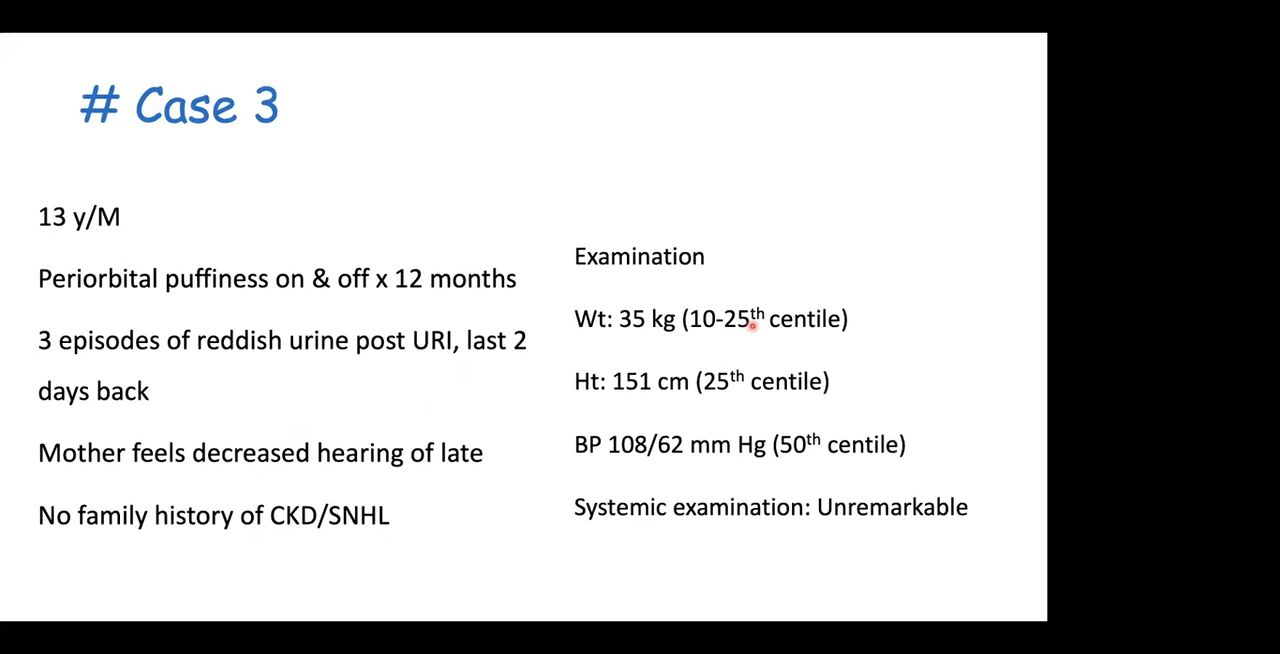 # Case 3
13 y/M
Periorbital puffiness on & off x 12 months
3 episodes of reddish urine post URI, last 2
days back
Mother feels decreased hearing of late
No family history of CKD/SNHL
Examination
Wt: 35 kg (10-25th centile)
Ht: 151 cm (25th centile)
BP 108/62 mm Hg (50th centile)
Systemic examination: Unremarkable